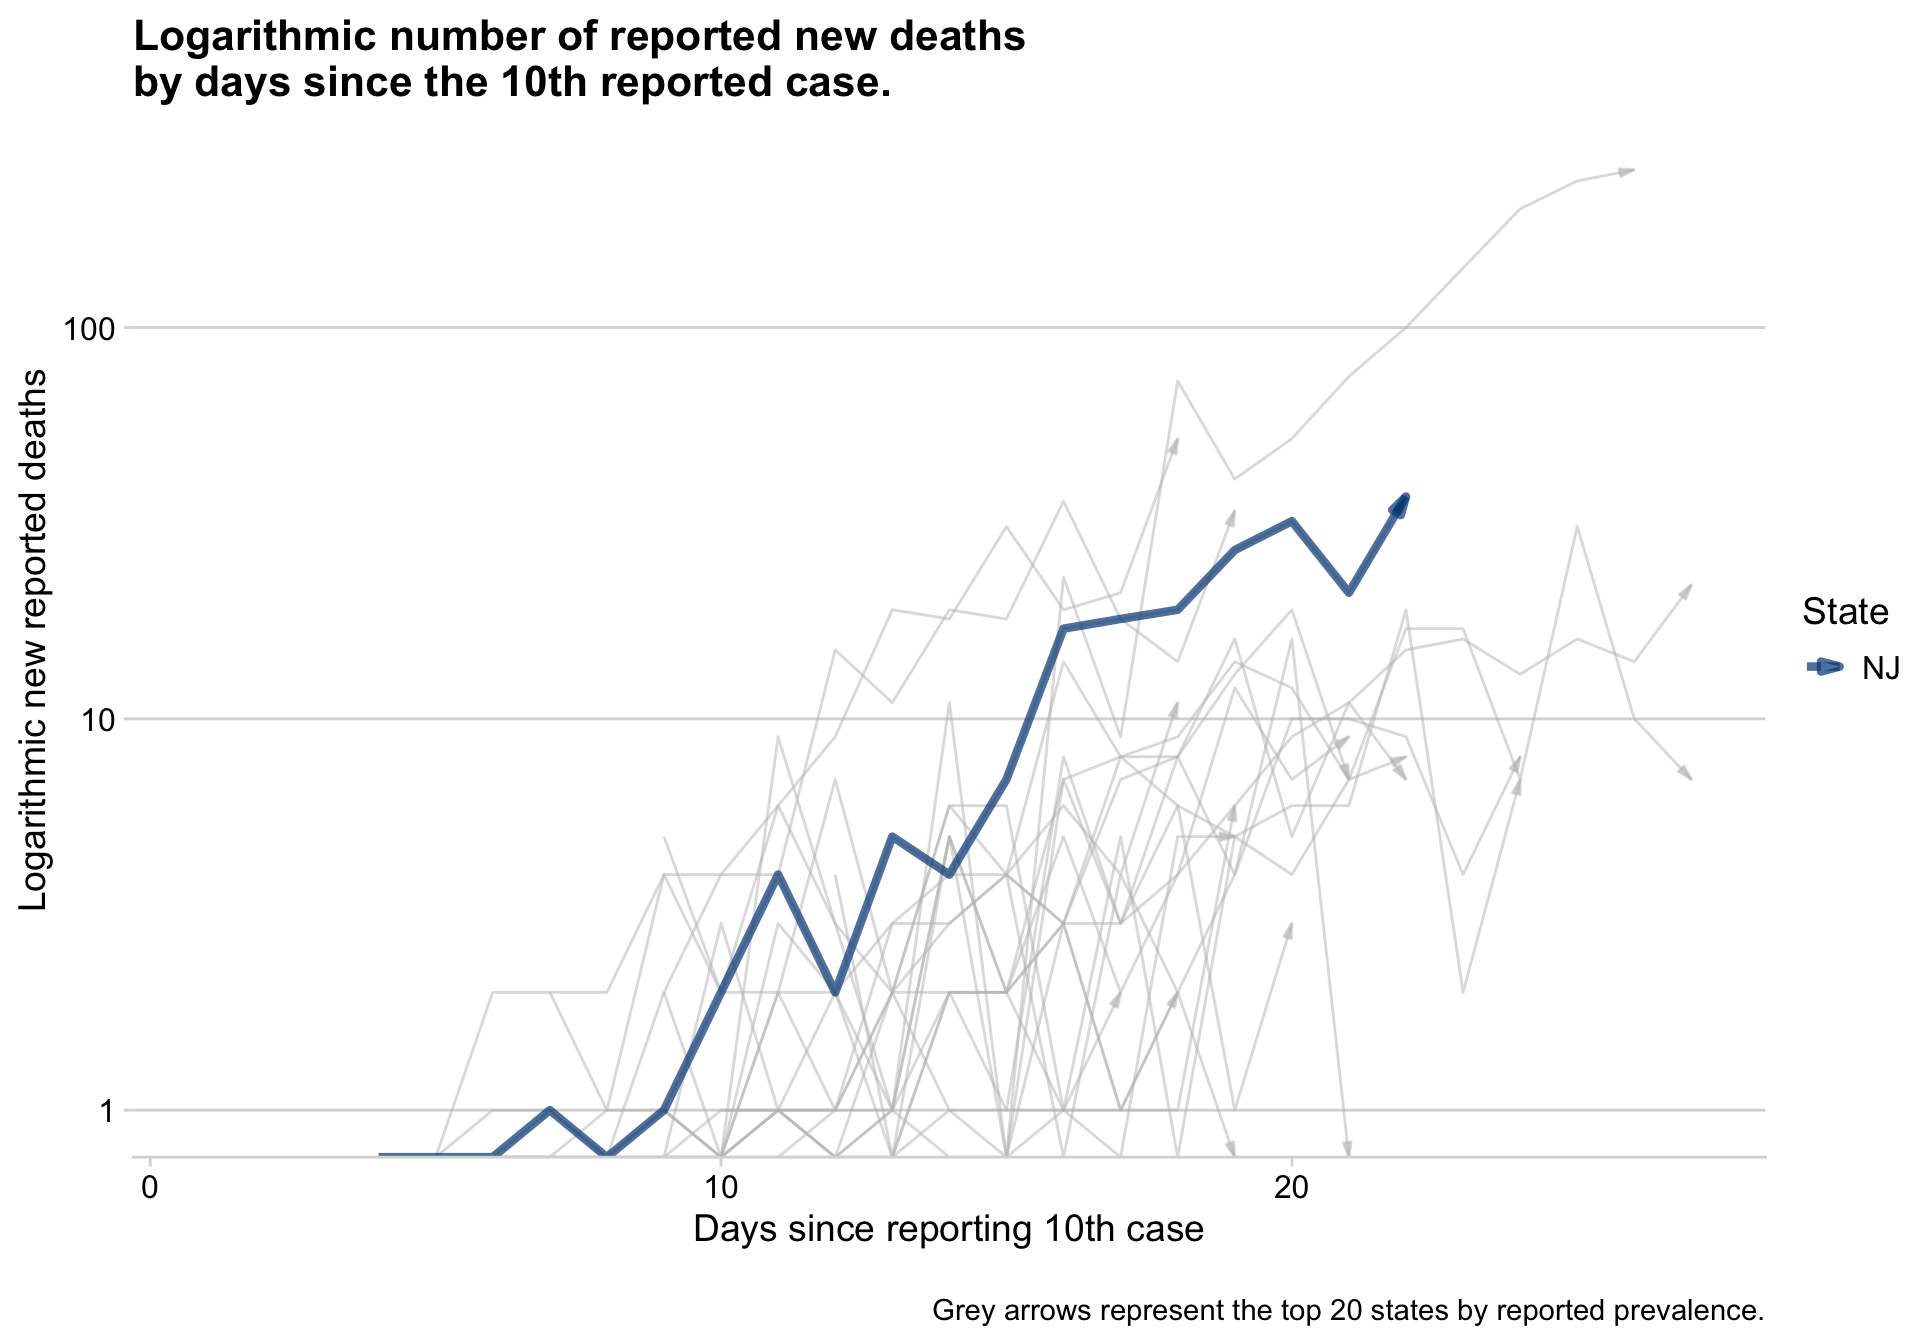 Logarithmic number of reported new deaths
by days since the 10th reported case.
Logarithmic new reported deaths
100
10
1
0
10
20
Days since reporting 10th case
State
NJ
Grey arrows represent the top 20 states by reported prevalence.